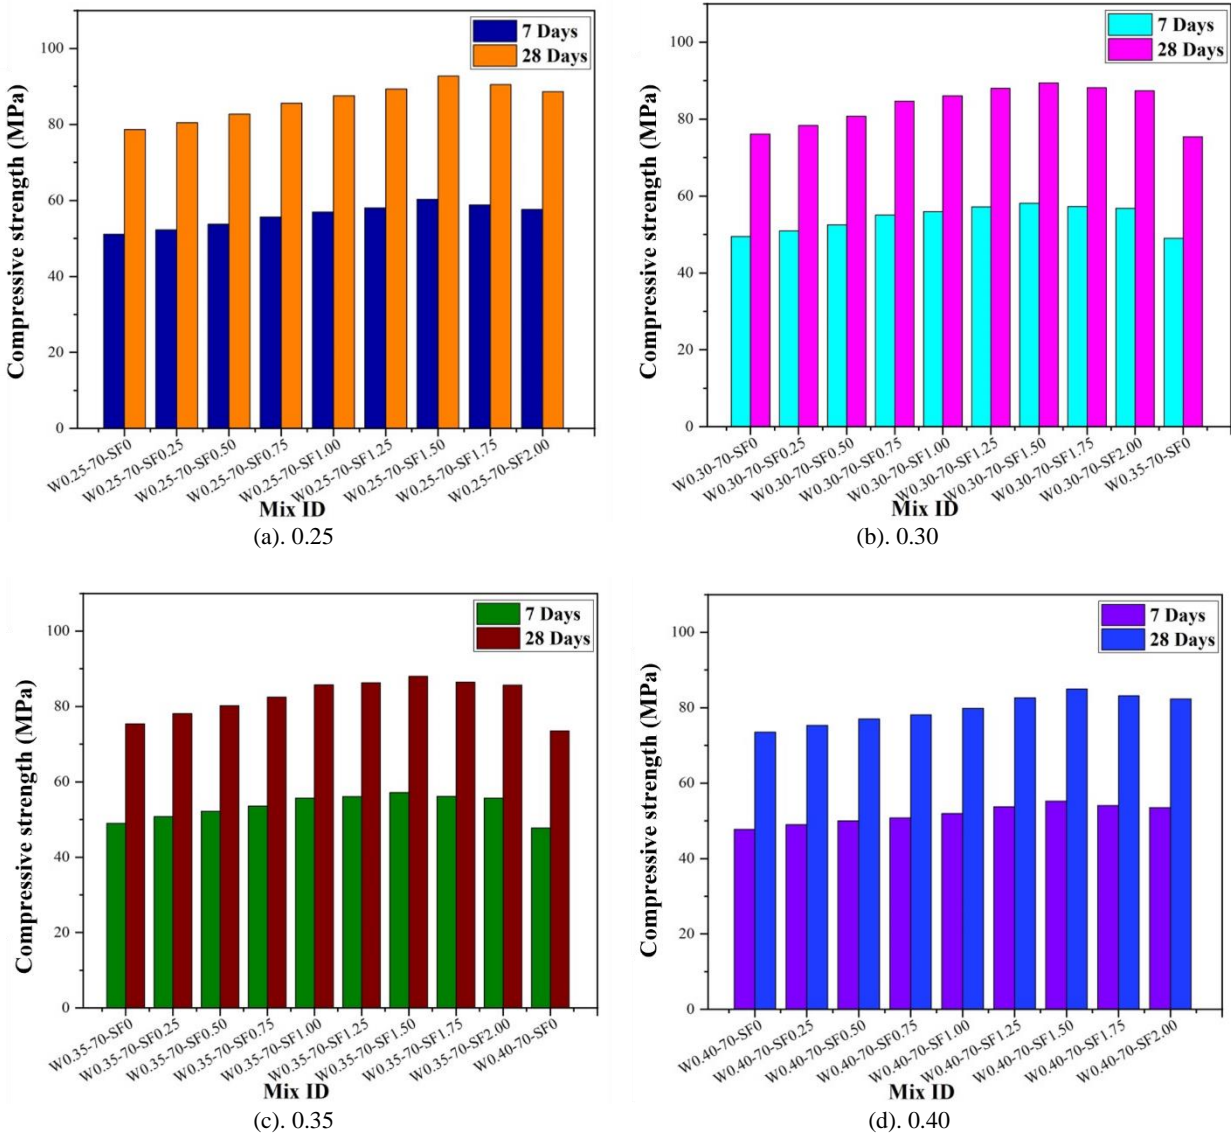 7 Days
28 Days
100
80
60
40
20
0
Compressive strength (MPa)
W0.25-70-SF0
W0.25-70-SF0.25
W0.25-70-SF0.50
W0.25-70-SF0.75
W0.25-70-SF1.00
W0.25-70-SF1.25
W0.25-70-SF1.50
W0.25-70-SF1.75
W0.25-70-SF2.00
Mix ID
(a). 0.25
7 Days
28 Days
100
80
60
40
20
0
Compressive strength (MPa)
W0.30-70-SF0
W0.30-70-SF0.25
W0.30-70-SF0.50
W0.30-70-SF0.75
W0.30-70-SF1.00
W0.30-70-SF1.25
W0.30-70-SF1.50
W0.30-70-SF1.75
W0.30-70-SF2.00
W0.35-70-SF0
Mix ID
(b). 0.30
7 Days
28 Days
100
80
60
40
20
0
Compressive strength (MPa)
W0.35-70-SF0
W0.35-70-SF0.25
W0.35-70-SF0.50
W0.35-70-SF0.75
W0.35-70-SF1.00
W0.35-70-SF1.25
W0.35-70-SF1.50
W0.35-70-SF1.75
W0.35-70-SF2.00
W0.40-70-SF0
Mix ID
(c). 0.35
7 Days
28 Days
100
80
60
40
20
0
Compressive strength (MPa)
W0.40-70-SF0
W0.40-70-SF0.25
W0.40-70-SF0.50
W0.40-70-SF0.75
W0.40-70-SF1.00
W0.40-70-SF1.25
W0.40-70-SF1.50
W0.40-70-SF1.75
W0.40-70-SF2.00
Mix ID
(d). 0.40